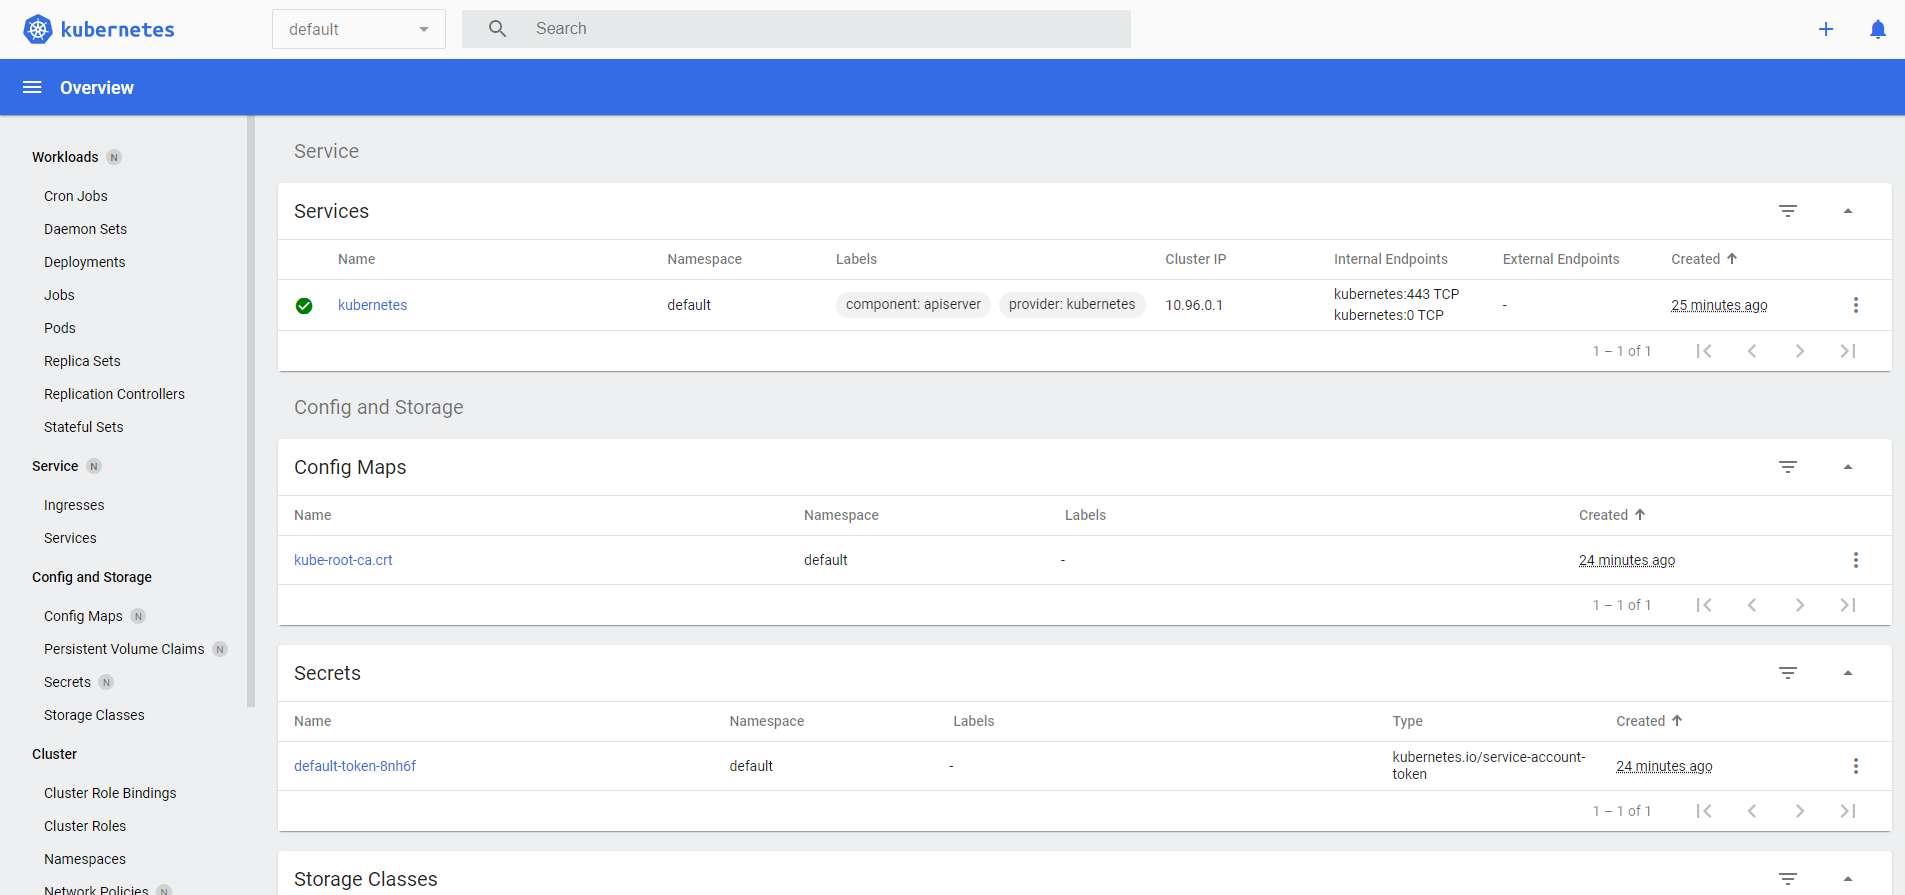 kubernetes
default
Search
Overview
Workloads N
Cron Jobs
Daemon Sets
Deployments
Jobs
Pods
Replica Sets
Replication Controllers
Stateful Sets
Service N
Ingresses
Services
Config and Storage
Config Maps N
Persistent Volume Claims N
Secrets N
Storage Classes
Cluster
Cluster Role Bindings
Cluster Roles
Namespaces
Network Policies N
Service
Services
Name Namespace Labels Cluster IP Internal Endpoints External Endpoints Created
kubernetes default component: apiserver provider: kubernetes 10.96.0.1 kubernetes:443 TCP - 25 minutes ago
kubernetes:0 TCP
1 – 1 of 1
Config and Storage
Config Maps
Name Namespace Labels Created
kube-root-ca.crt default - 24 minutes ago
1 – 1 of 1
Secrets
Name Namespace Labels Type Created
default-token-8nh6f default - kubernetes.io/service-account- 24 minutes ago
token
1 – 1 of 1
Storage Classes